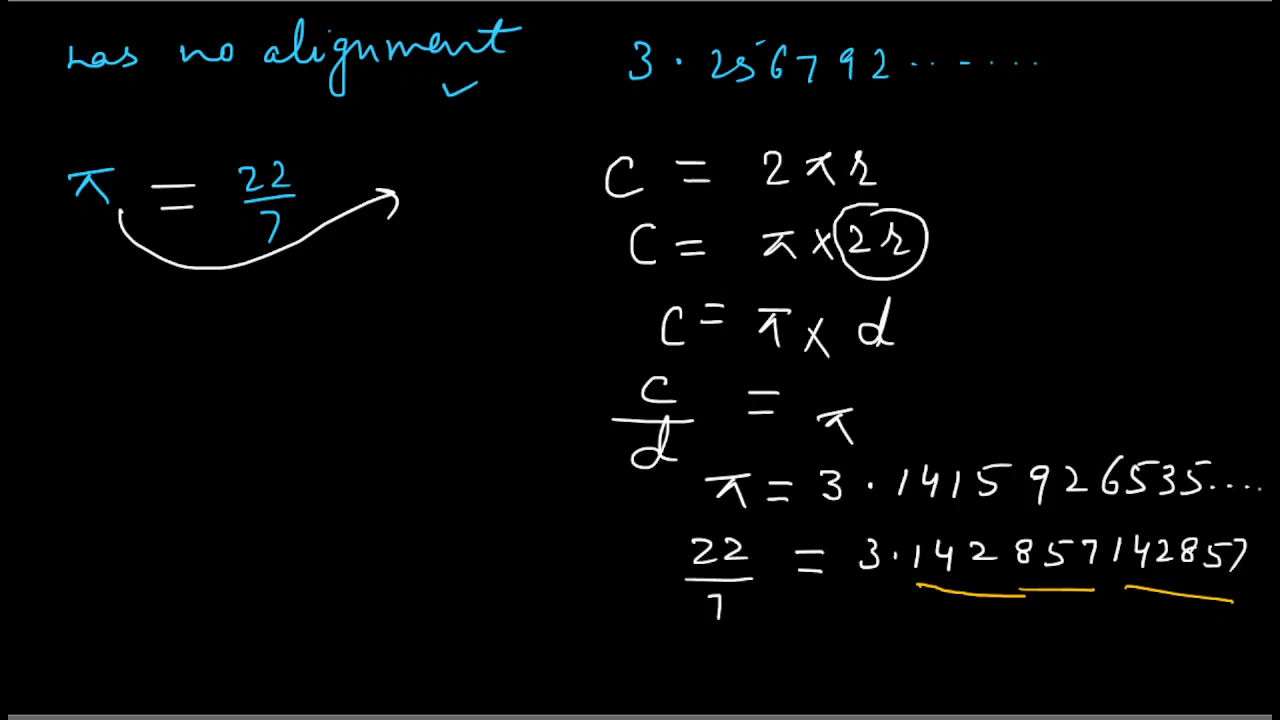 has no alignment 3.256792.......
π = 22/7
C = 2πr
C = π×2r
C = π×d
C/d = π
π = 3.1415926535....
22/7 = 3.142857142857